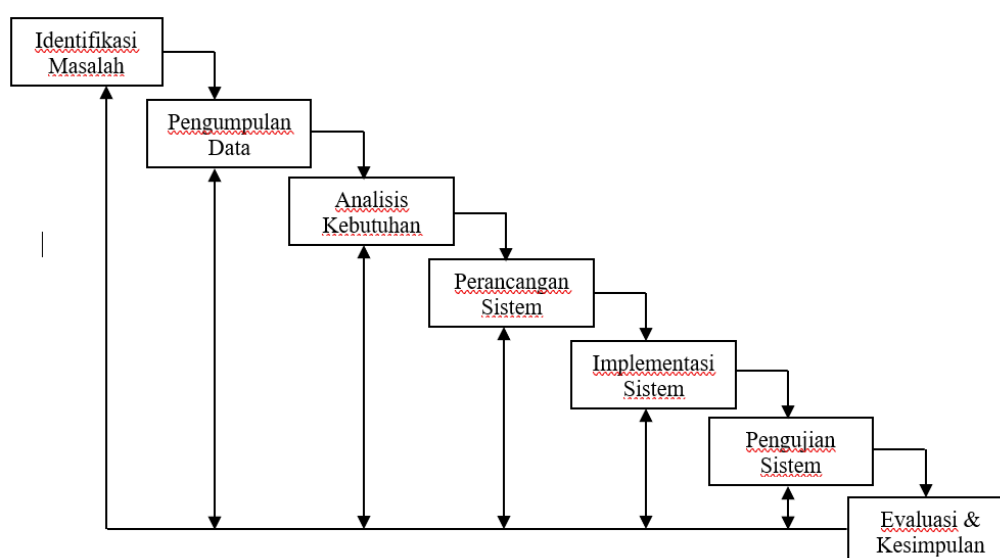 Identifikasi
Masalah
Pengumpulan
Data
Analisis
Kebutuhan
Perancangan
Sistem
Implementasi
Sistem
Pengujian
Sistem
Evaluasi &
Kesimpulan